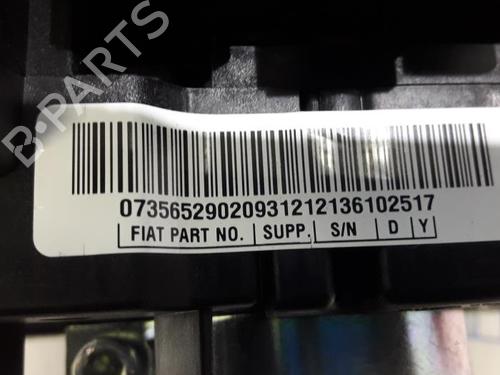 B-PARTS
07356529020931212136102517
FIAT PART NO. SUPP. S/N D Y